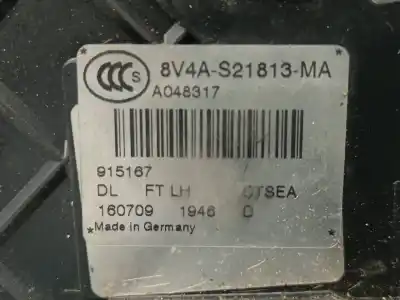 CCC S
8V4A-S21813-MA
A048317
915167
DL FT LH CTSEA
160709 1946 D
*Made in Germany*